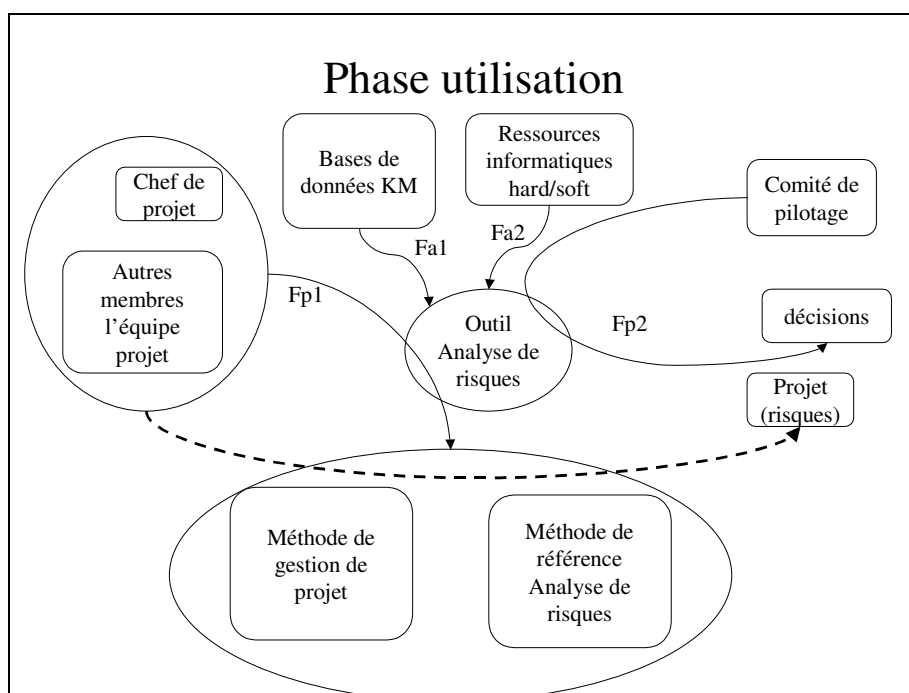 Phase utilisation
Chef de
projet
Autres
membres
l'équipe
projet
Bases de
données KM
Ressources
informatiques
hard/soft
Comité de
pilotage
Fa1
Fa2
Fp1
Outil
Analyse de
risques
Fp2
décisions
Projet
(risques)
Méthode de
gestion de
projet
Méthode de
référence
Analyse de
risques